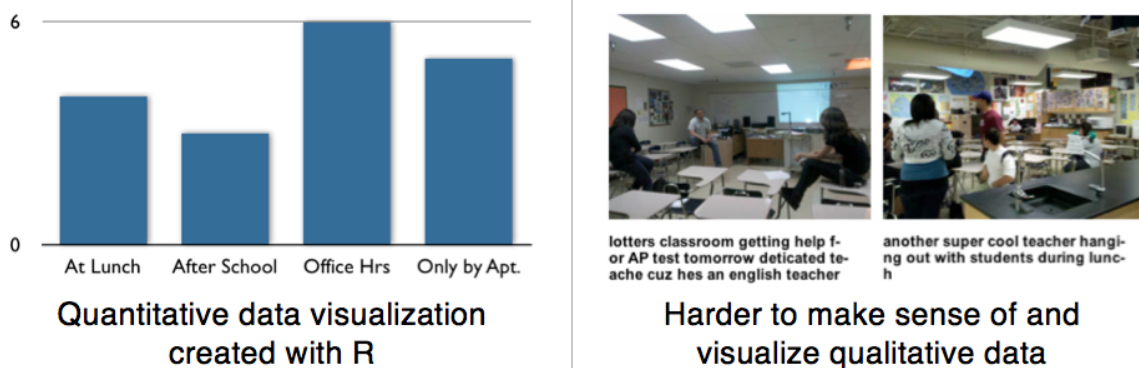 6
0
At Lunch
After School
Office Hrs
Only by Apt.
Quantitative data visualization
created with R
lotters classroom getting help f-
or AP test tomorrow deticated te-
ache cuz hes an english teacher
another super cool teacher hangi-
ng out with students during lunc-
h
Harder to make sense of and
visualize qualitative data